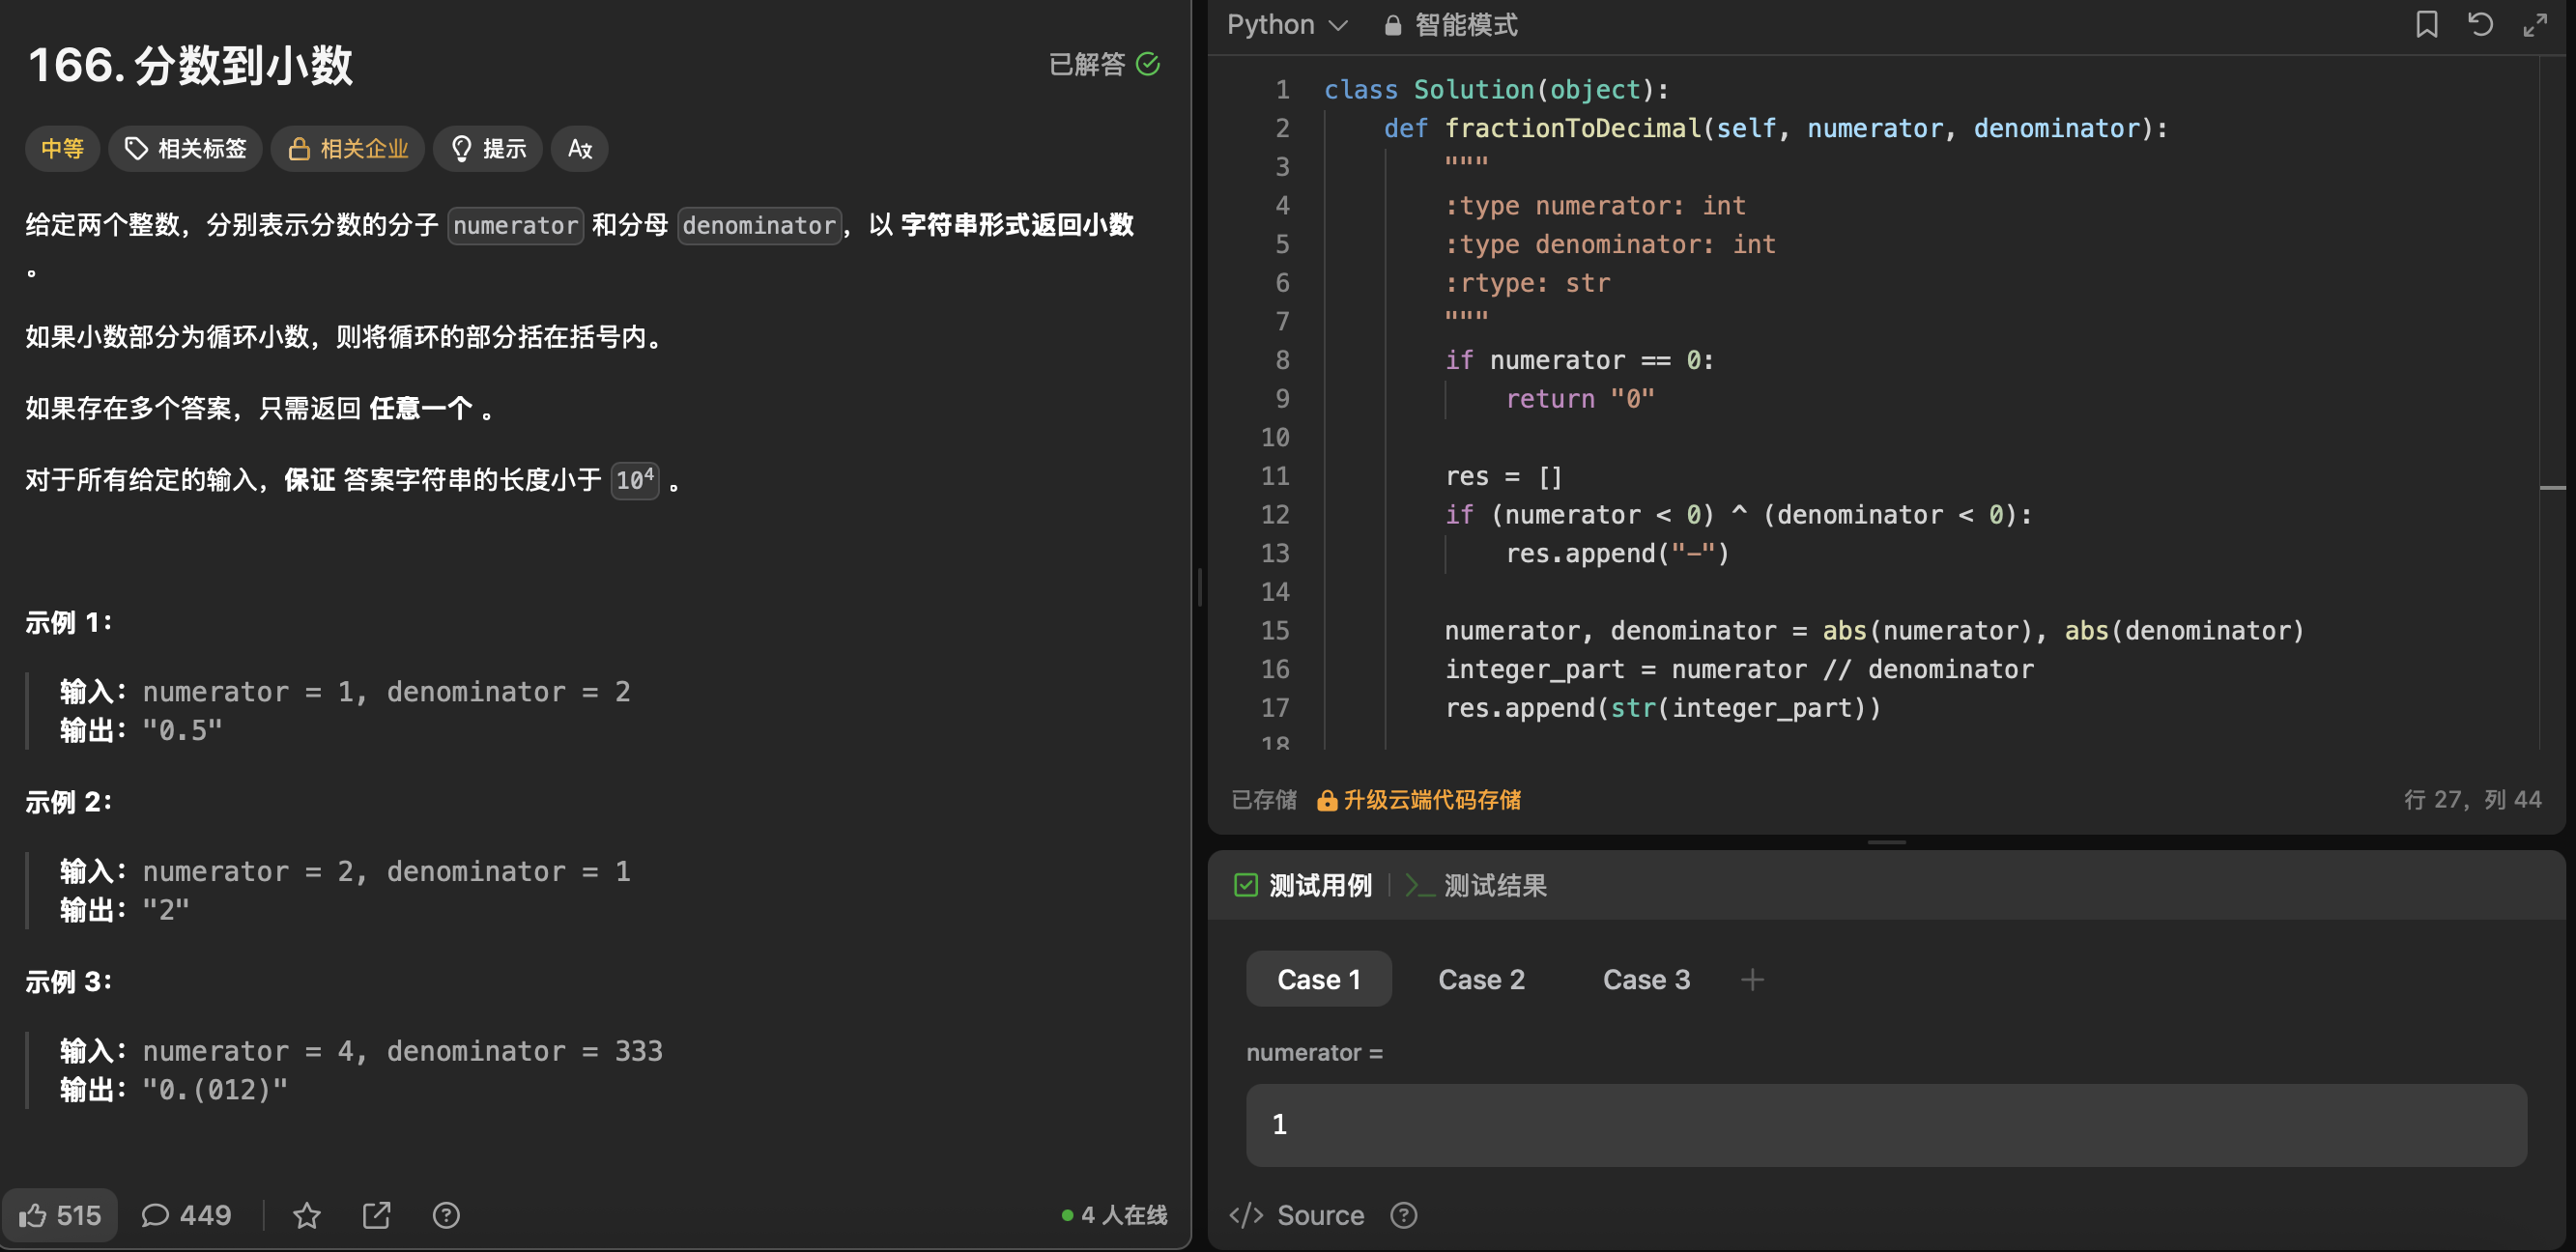 166. 分数到小数
已解答
中等 相关标签 相关企业 提示
给定两个整数，分别表示分数的分子 numerator 和分母 denominator，以 字符串形式返回小数
。
如果小数部分为循环小数，则将循环的部分括在括号内。
如果存在多个答案，只需返回 任意一个 。
对于所有给定的输入，保证 答案字符串的长度小于 10⁴ 。
示例 1：
输入：numerator = 1, denominator = 2
输出："0.5"
示例 2：
输入：numerator = 2, denominator = 1
输出："2"
示例 3：
输入：numerator = 4, denominator = 333
输出："0.(012)"
515 449
4 人在线
Python 智能模式
1 class Solution(object):
2 def fractionToDecimal(self, numerator, denominator):
3 """
4 :type numerator: int
5 :type denominator: int
6 :rtype: str
7 """
8 if numerator == 0:
9 return "0"
10
11 res = []
12 if (numerator < 0) ^ (denominator < 0):
13 res.append("-")
14
15 numerator, denominator = abs(numerator), abs(denominator)
16 integer_part = numerator // denominator
17 res.append(str(integer_part))
18
已存储 升级云端代码存储
行 27，列 44
测试用例 测试结果
Case 1 Case 2 Case 3
numerator =
1
</> Source